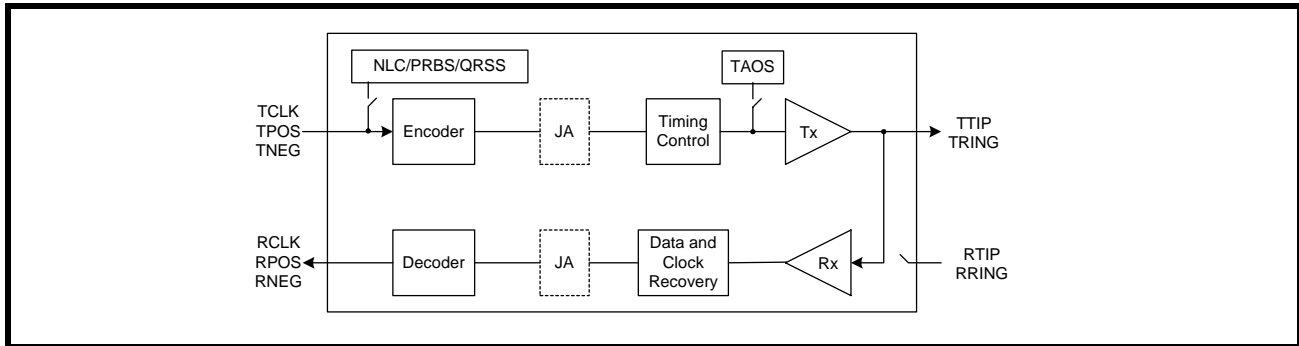 NLC/PRBS/QRSS
TAOS
TCLK
TPOS
TNEG
Encoder
JA
Timing
Control
Tx
TTIP
TRING
RCLK
RPOS
RNEG
Decoder
JA
Data and
Clock
Recovery
Rx
RTIP
RRING